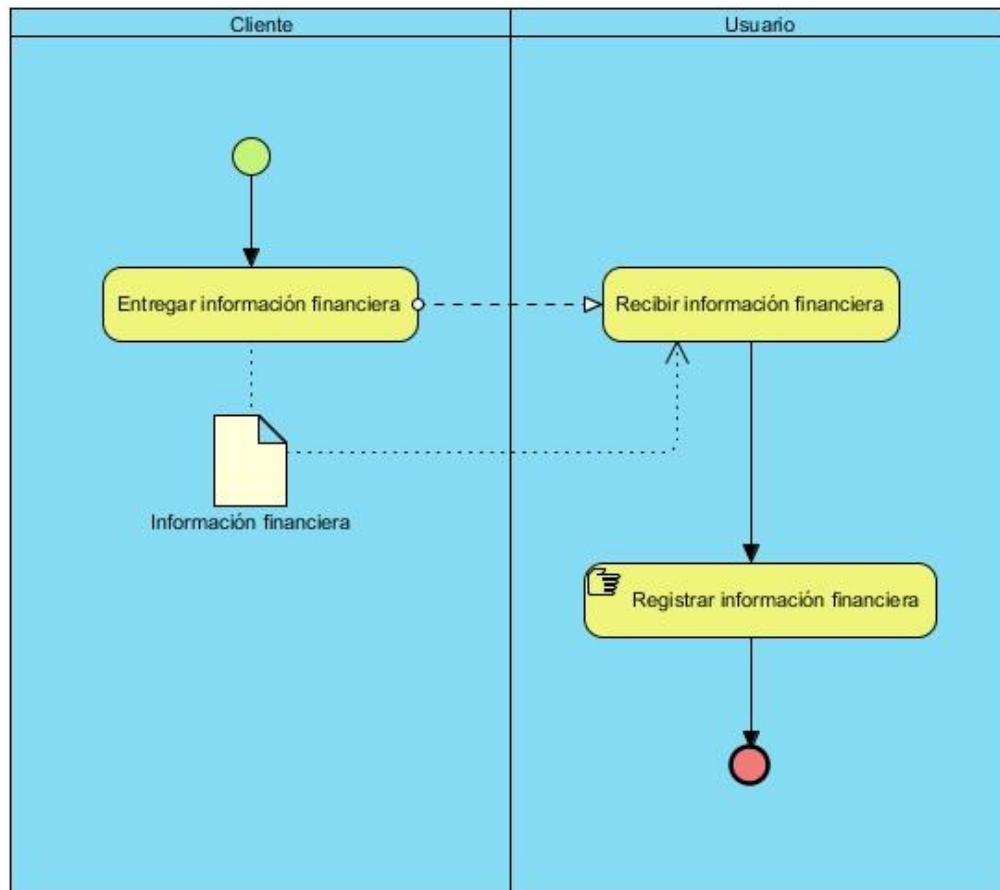 Cliente
Usuario
Entregar información financiera
Recibir información financiera
Información financiera
Registrar información financiera